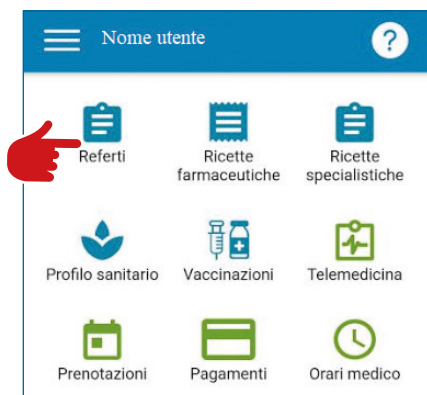 Nome utente
?
Referti
Ricette
farmaceutiche
Ricette
specialistiche
Profilo sanitario
Vaccinazioni
Telemedicina
Prenotazioni
Pagamenti
Orari medico